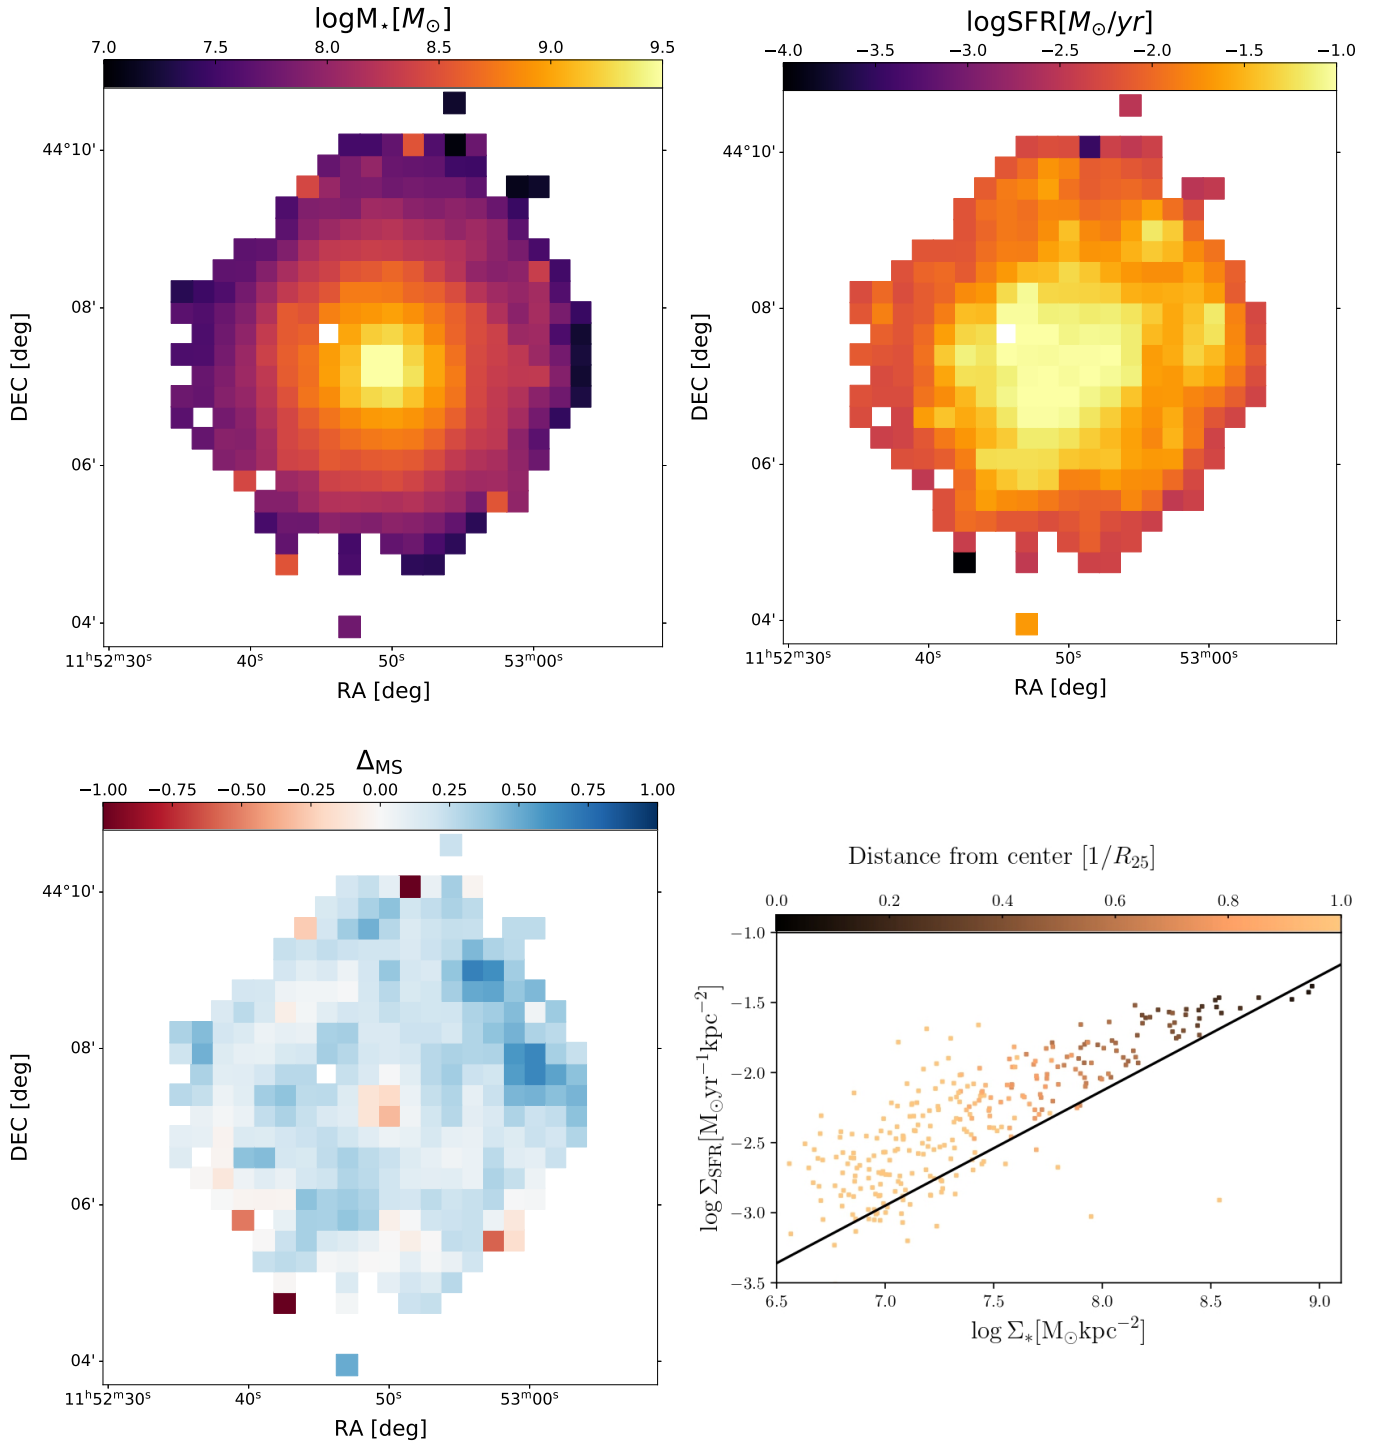 logM⋆[M⊙]
7.0 7.5 8.0 8.5 9.0 9.5
44°10'
08'
06'
04'
DEC [deg]
11ʰ52ᵐ30ˢ 40ˢ 50ˢ 53ᵐ00ˢ
RA [deg]
logSFR[M⊙/yr]
−4.0 −3.5 −3.0 −2.5 −2.0 −1.5 −1.0
44°10'
08'
06'
04'
DEC [deg]
11ʰ52ᵐ30ˢ 40ˢ 50ˢ 53ᵐ00ˢ
RA [deg]
ΔMS
−1.00 −0.75 −0.50 −0.25 0.00 0.25 0.50 0.75 1.00
44°10'
08'
06'
04'
DEC [deg]
11ʰ52ᵐ30ˢ 40ˢ 50ˢ 53ᵐ00ˢ
RA [deg]
Distance from center [1/R₂₅]
0.0 0.2 0.4 0.6 0.8 1.0
−1.0
−1.5
−2.0
−2.5
−3.0
−3.5
log ΣSFR[M⊙yr⁻¹kpc⁻²]
6.5 7.0 7.5 8.0 8.5 9.0
log Σ∗[M⊙kpc⁻²]